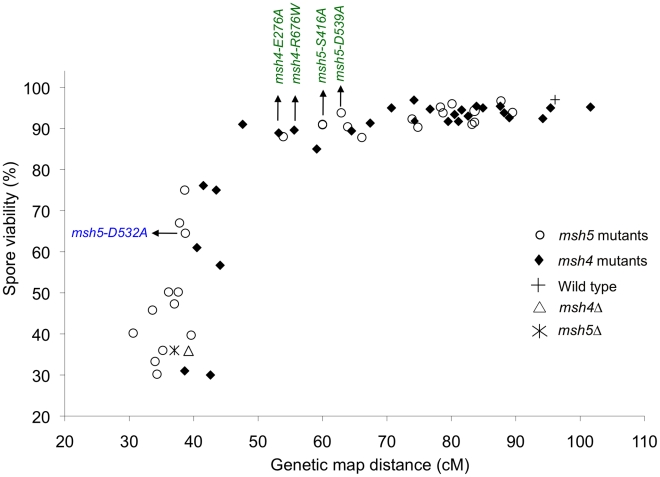 msh4-E276A
msh4-R676W
msh5-S416A
msh5-D539A
Spore viability (%)
100
90
80
70
60
50
40
30
20
msh5-D532A
msh5 mutants
msh4 mutants
Wild type
msh4Δ
msh5Δ
20 30 40 50 60 70 80 90 100 110
Genetic map distance (cM)